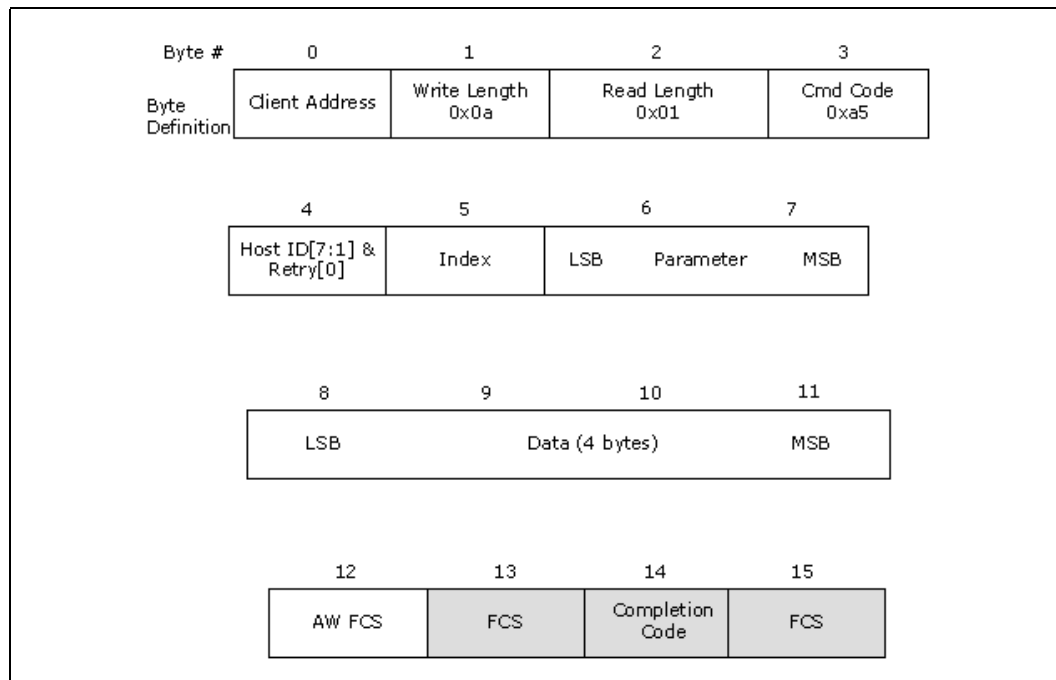 Byte # 0 1 2 3
Byte Definition Client Address Write Length 0x0a Read Length 0x01 Cmd Code 0xa5
4 5 6 7
Host ID[7:1] & Retry[0] Index LSB Parameter MSB
8 9 10 11
LSB Data (4 bytes) MSB
12 13 14 15
AW FCS FCS Completion Code FCS